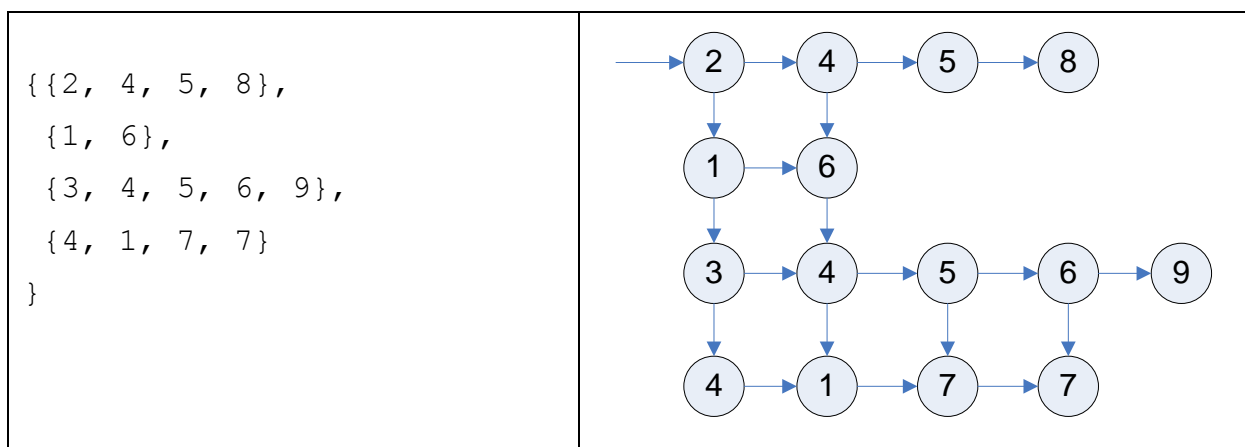 {{2, 4, 5, 8},
{1, 6},
{3, 4, 5, 6, 9},
{4, 1, 7, 7}
}
2 4 5 8
1 6
3 4 5 6 9
4 1 7 7